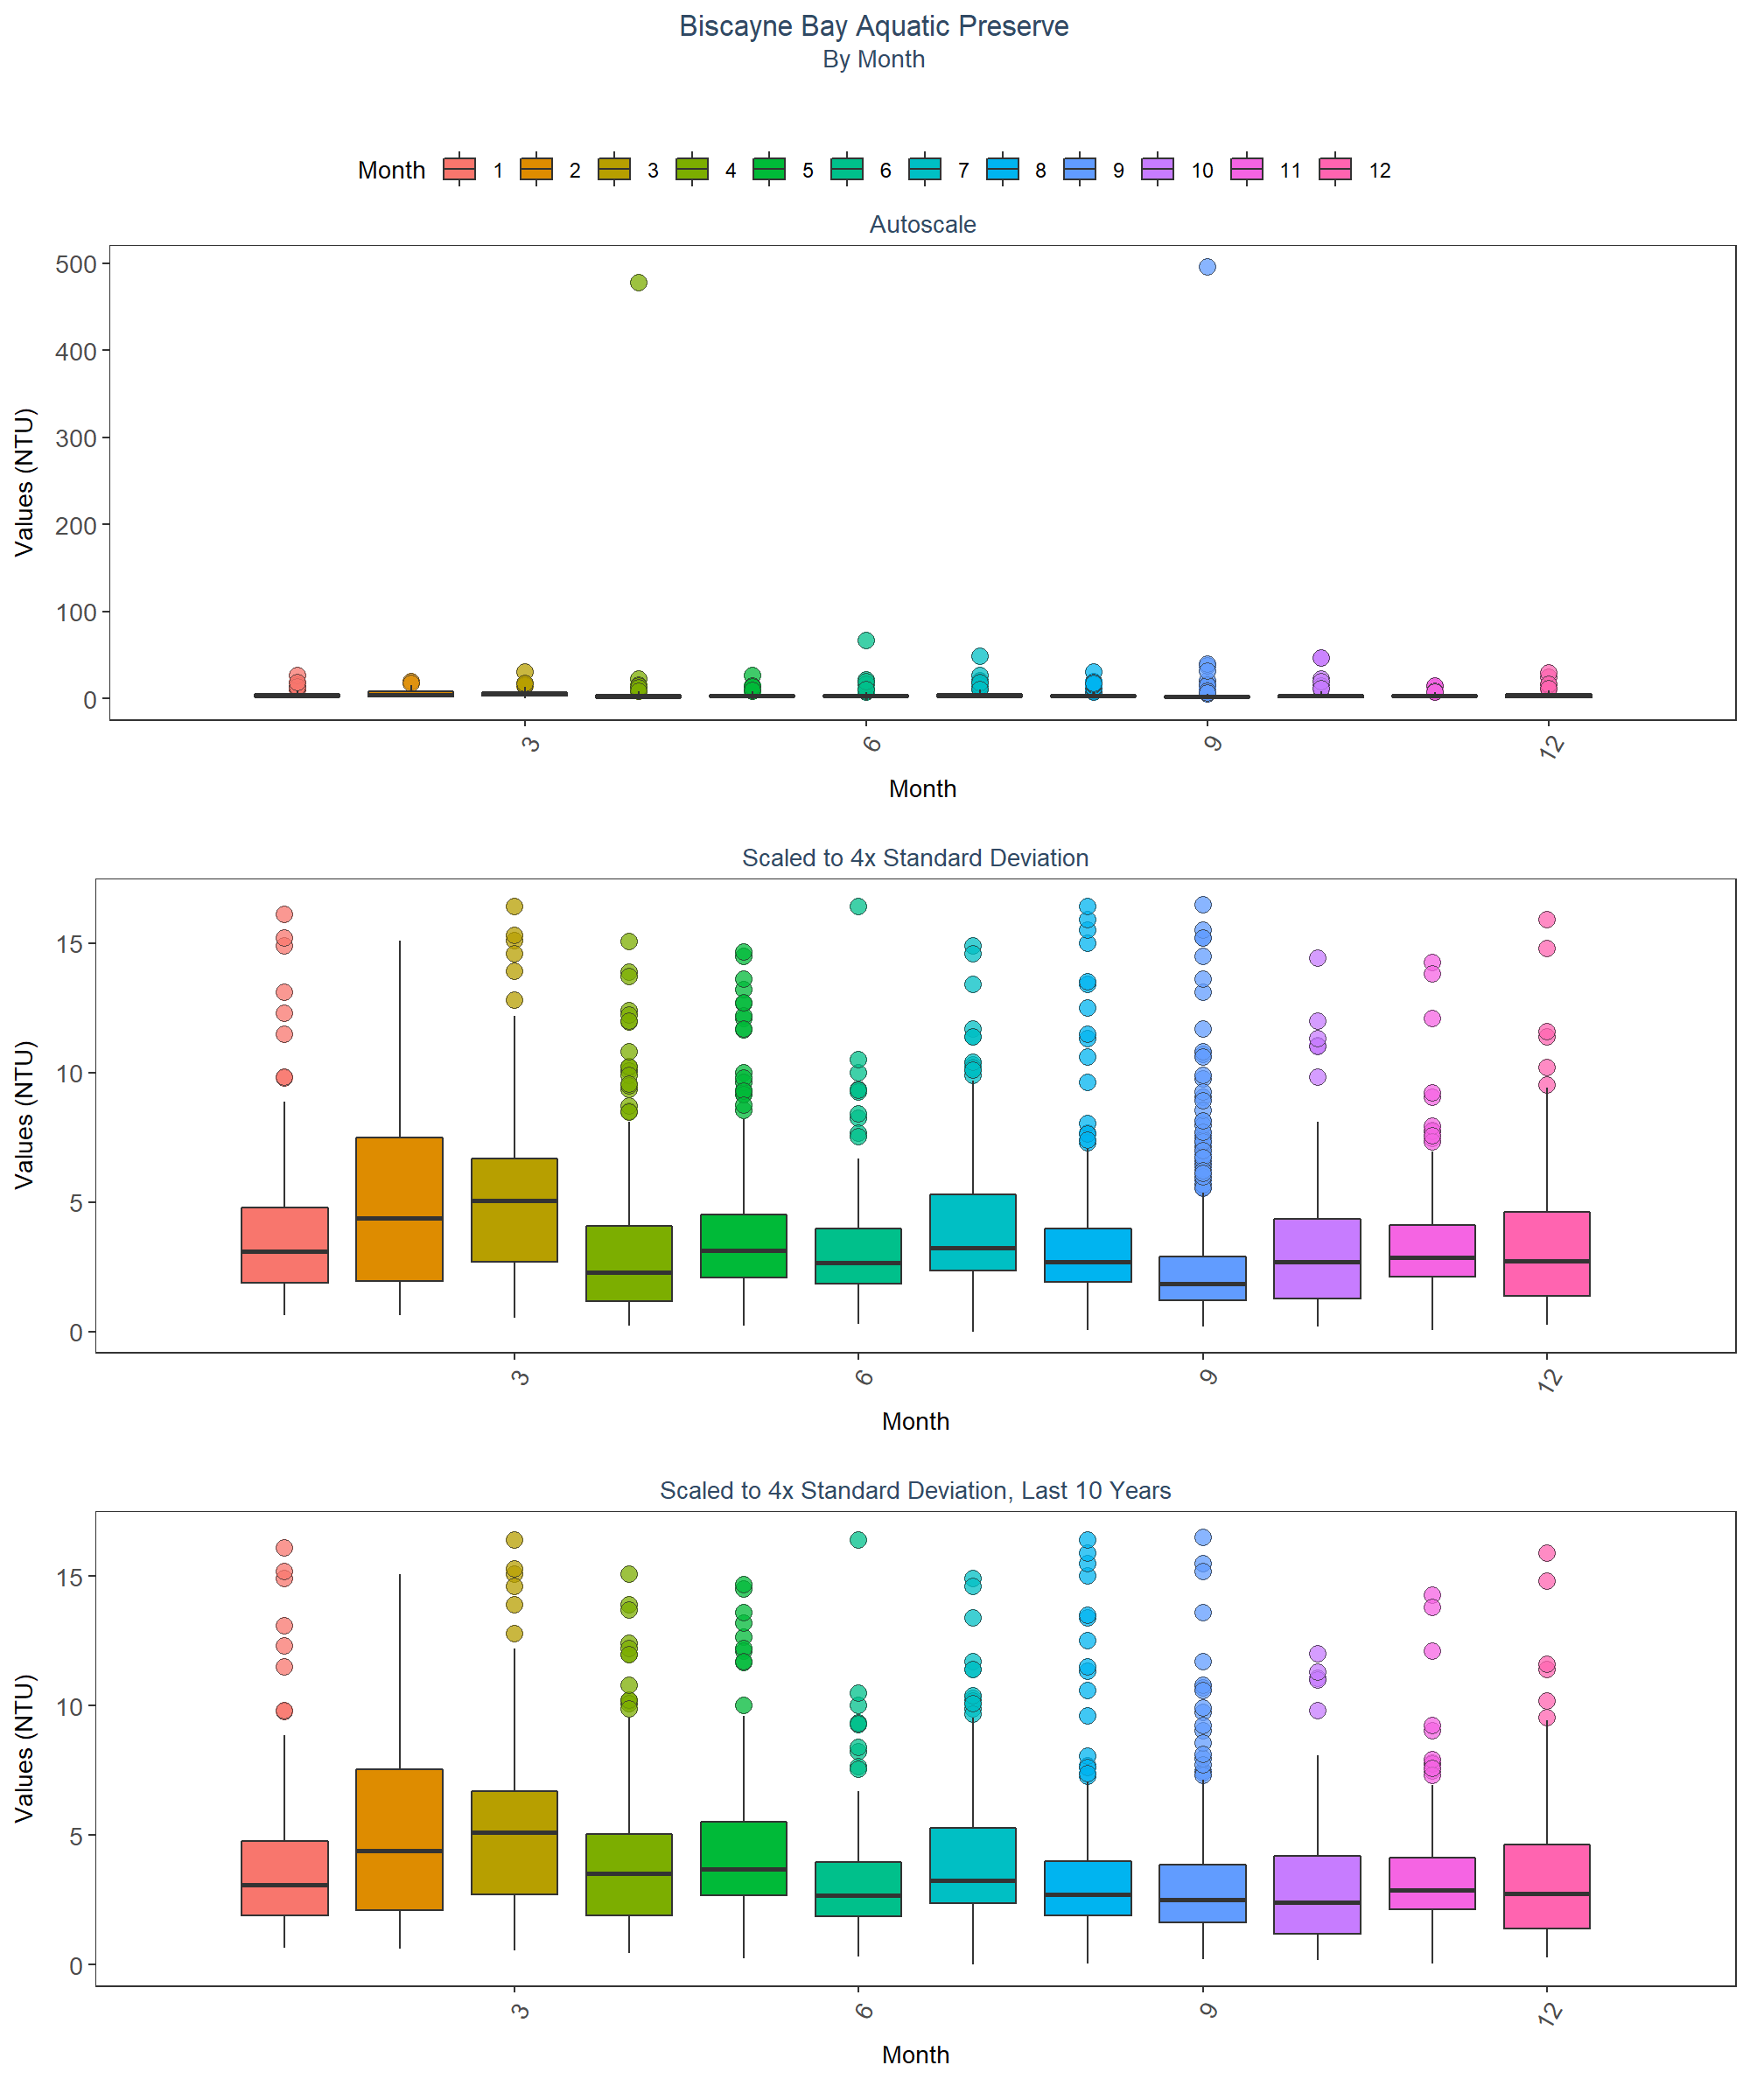 Biscayne Bay Aquatic Preserve
By Month
Month 1 2 3 4 5 6 7 8 9 10 11 12
Autoscale
Values (NTU)
500
400
300
200
100
0
3 6 9 12
Month
Scaled to 4x Standard Deviation
Values (NTU)
15
10
5
0
3 6 9 12
Month
Scaled to 4x Standard Deviation, Last 10 Years
Values (NTU)
15
10
5
0
3 6 9 12
Month